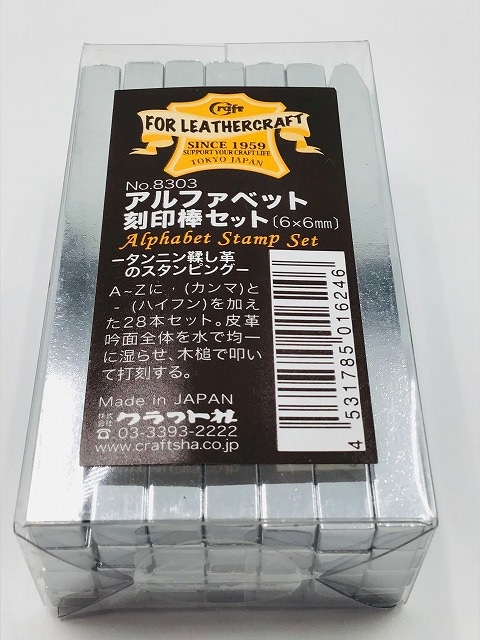 Craft
FOR LEATHERCRAFT
SINCE 1959
SUPPORT YOUR CRAFT LIFE
TOKYO JAPAN
No.8303
アルファベット
刻印棒セット(6×6㎜)
Alphabet Stamp Set
ータンニン鞣し革
のスタンピングー
A~Zに・(カンマ)と
- (ハイフン)を加え
た28本セット。皮革
吟面全体を水で均一
に湿らせ、木槌で叩い
て打刻する。
Made in JAPAN
株式会社 クラフト社
☎03-3393-2222
www.craftsha.co.jp
4 531785 016246